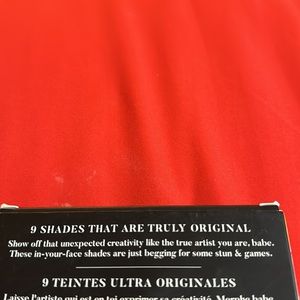 9 SHADES THAT ARE TRULY ORIGINAL
Show off that unexpected creativity like the true artist you are, babe.
These in-your-face shades are just begging for some stun & games.
9 TEINTES ULTRA ORIGINALES
Laisse l'artiste qui est en toi exprimer sa créativité. Morphe babe.